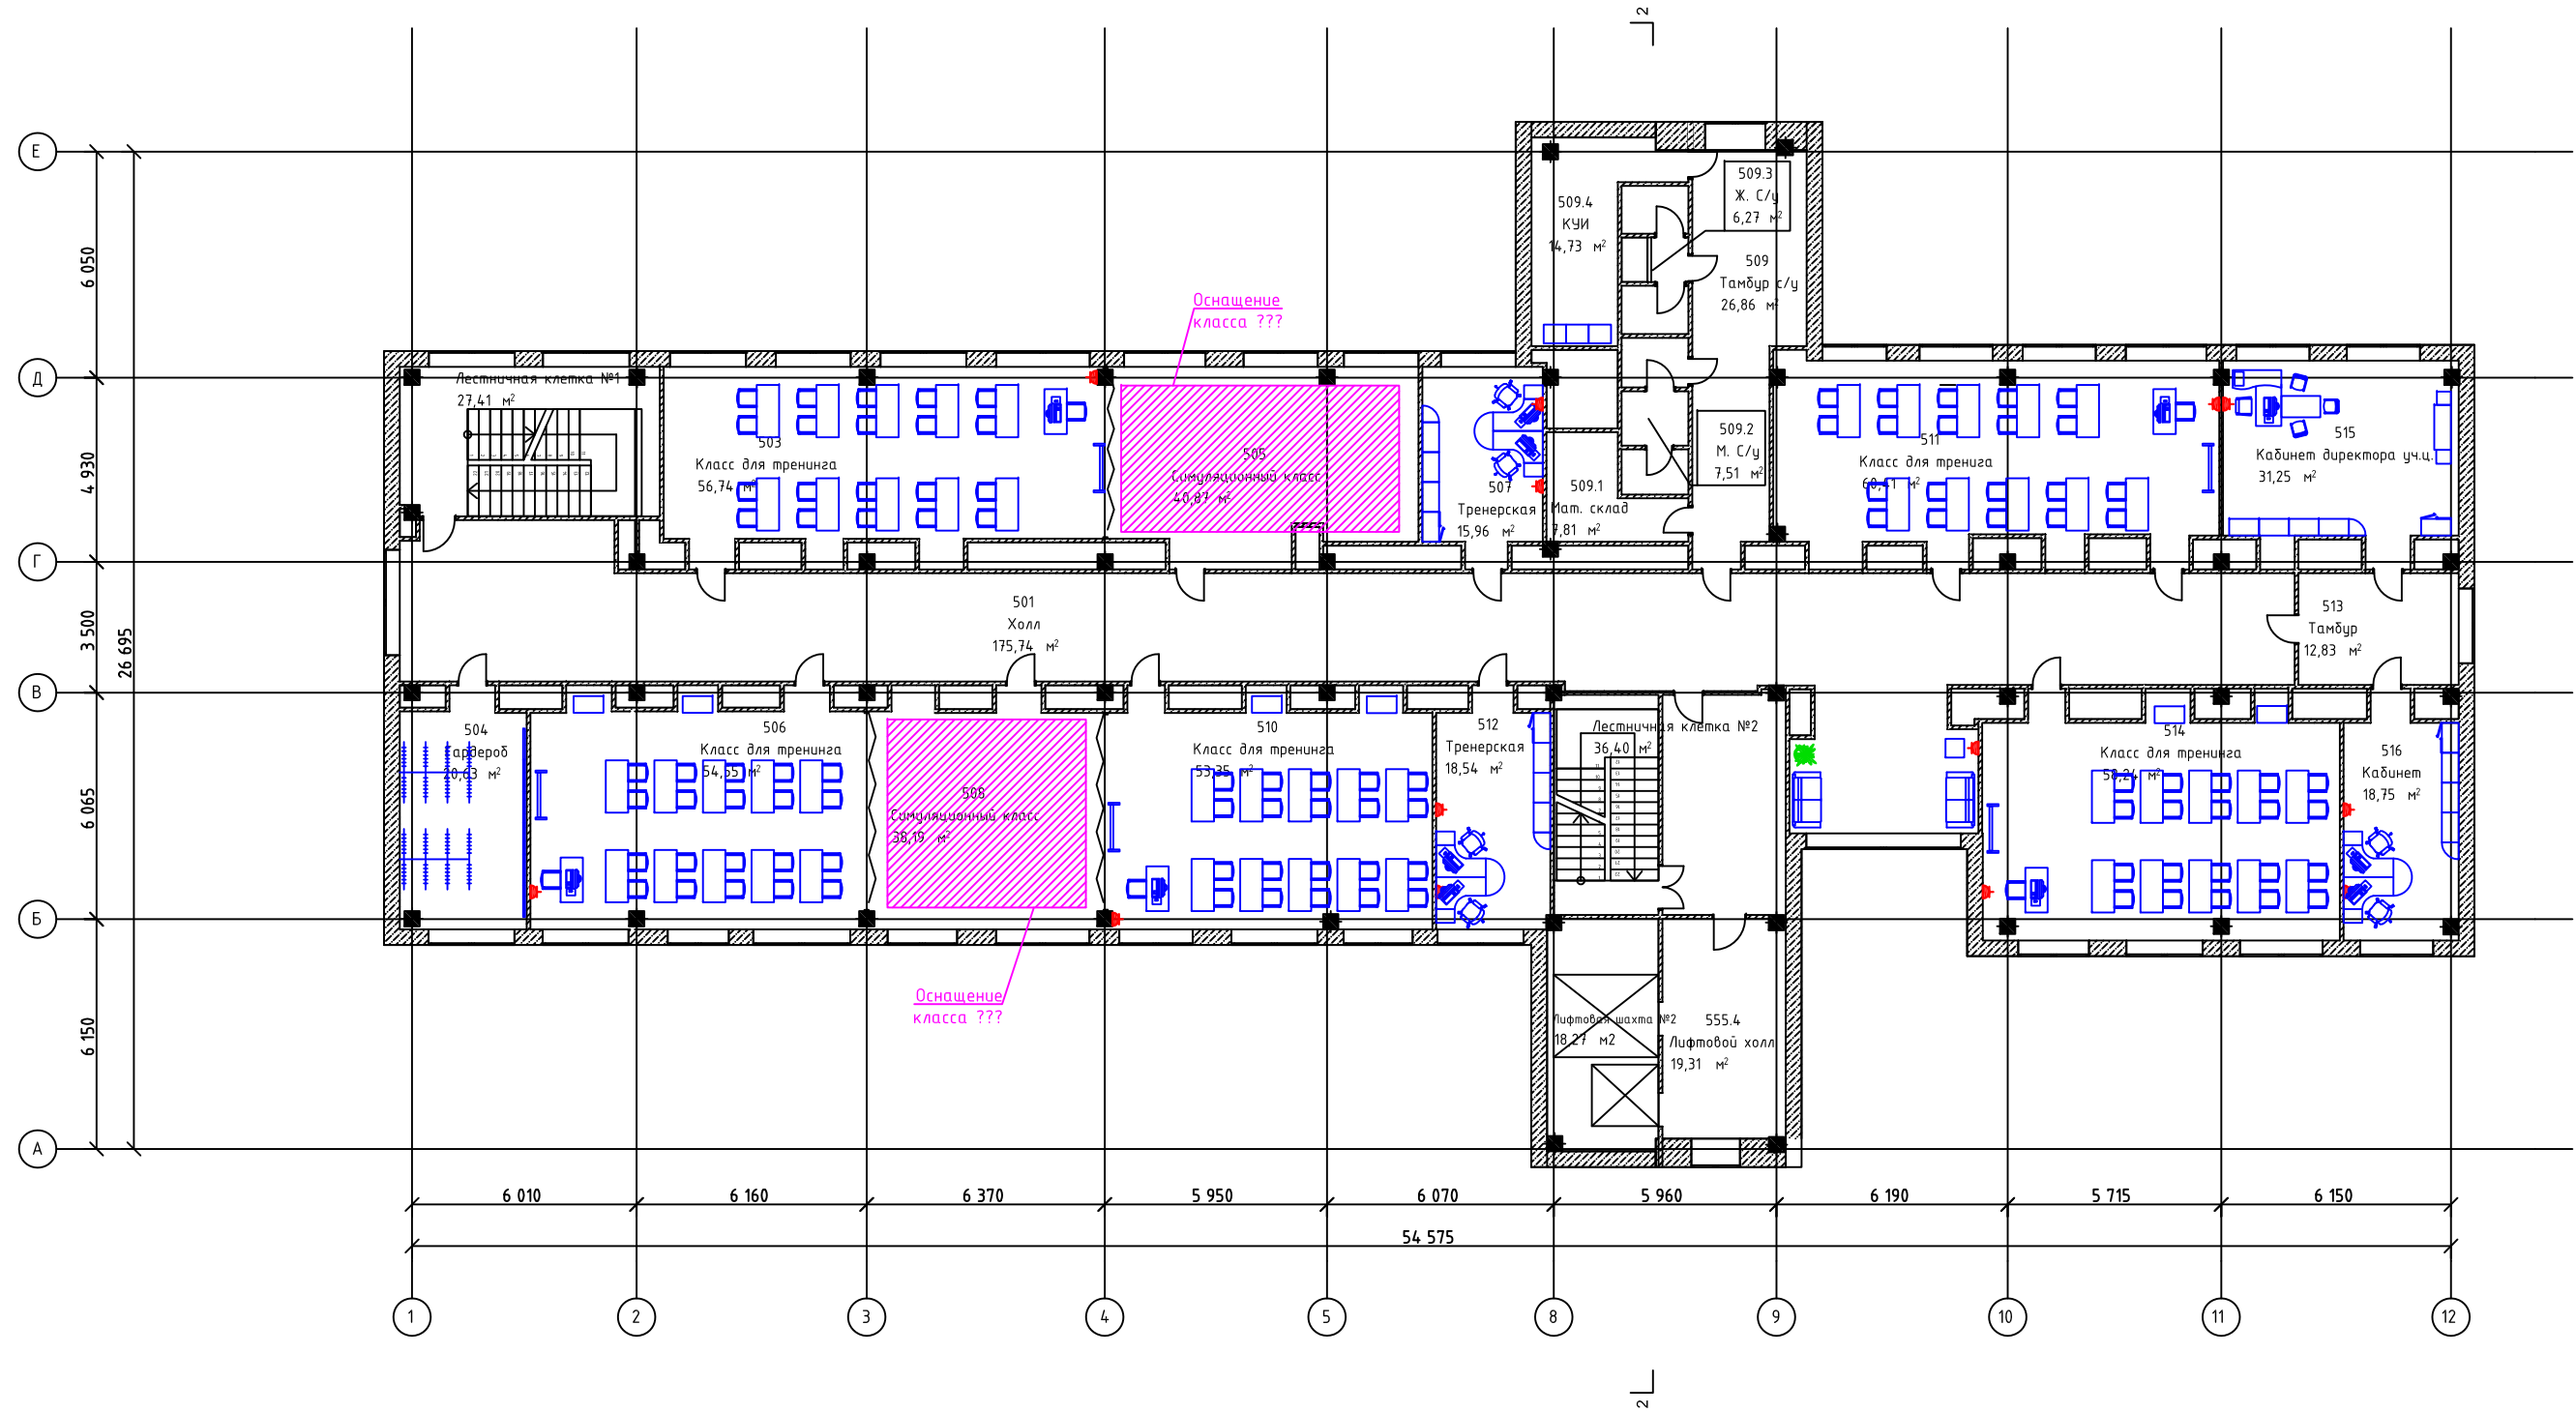 2
Е
509.3
Ж. С/у
6,27 м²
509.4
КУИ
14,73 м²
509
Тамбур с/у
26,86 м²
6 050
Оснащение
класса ???
Д
Лестничная клетка №1
27,41 м²
503
Класс для тренинга
56,74 м²
505
Симуляционный класс
40,87 м²
507
Тренерская
15,96 м²
509.1
Мат. склад
7,81 м²
509.2
М. С/у
7,51 м²
511
Класс для тренига
60,41 м²
515
Кабинет директора уч.ц.
31,25 м²
4 930
Г
501
Холл
175,74 м²
513
Тамбур
12,83 м²
3 500
26 695
В
504
Гардероб
20,63 м²
506
Класс для тренинга
54,55 м²
508
Симуляционный класс
38,19 м²
510
Класс для тренинга
53,35 м²
512
Тренерская
18,54 м²
Лестничная клетка №2
36,40 м²
514
Класс для тренинга
58,24 м²
516
Кабинет
18,75 м²
6 065
Б
Оснащение
класса ???
Лифтовая шахта №2
18,27 м2
555.4
Лифтовой холл
19,31 м²
6 150
А
6 010
6 160
6 370
5 950
6 070
5 960
6 190
5 715
6 150
54 575
1
2
3
4
5
8
9
10
11
12
2